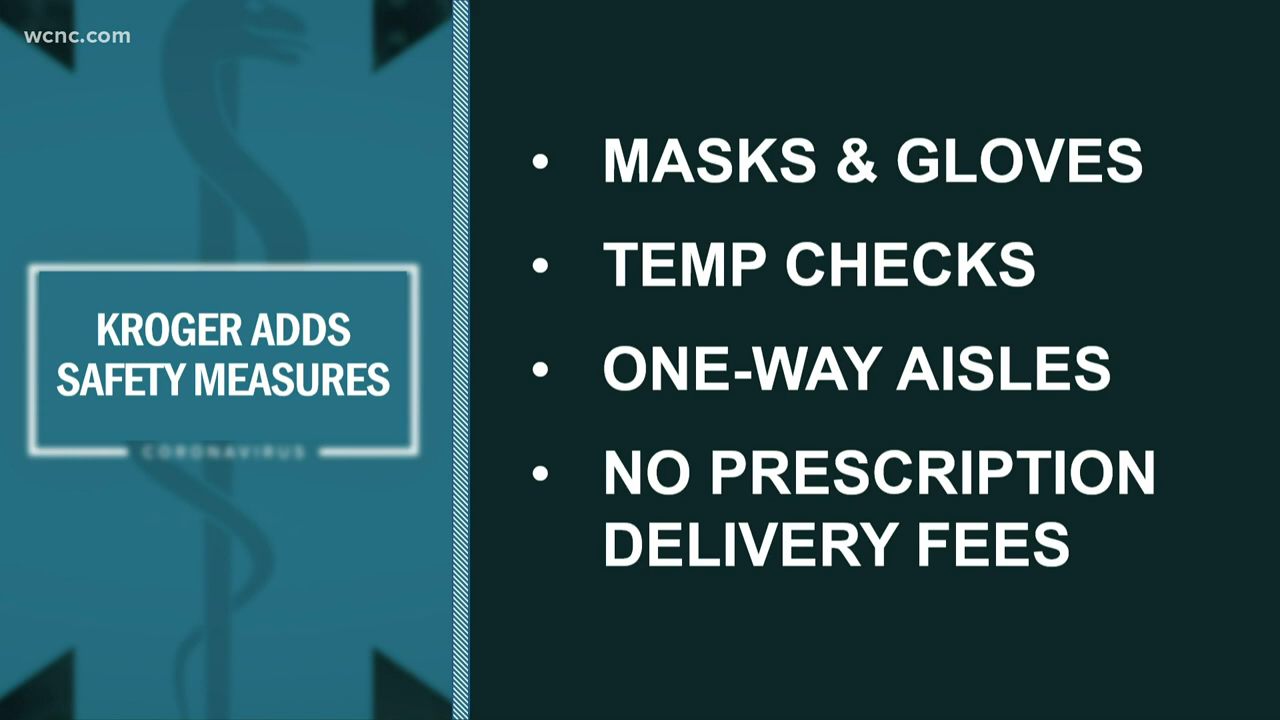 wcnc.com
KROGER ADDS
SAFETY MEASURES
CORONAVIRUS
• MASKS & GLOVES
• TEMP CHECKS
• ONE-WAY AISLES
• NO PRESCRIPTION
DELIVERY FEES